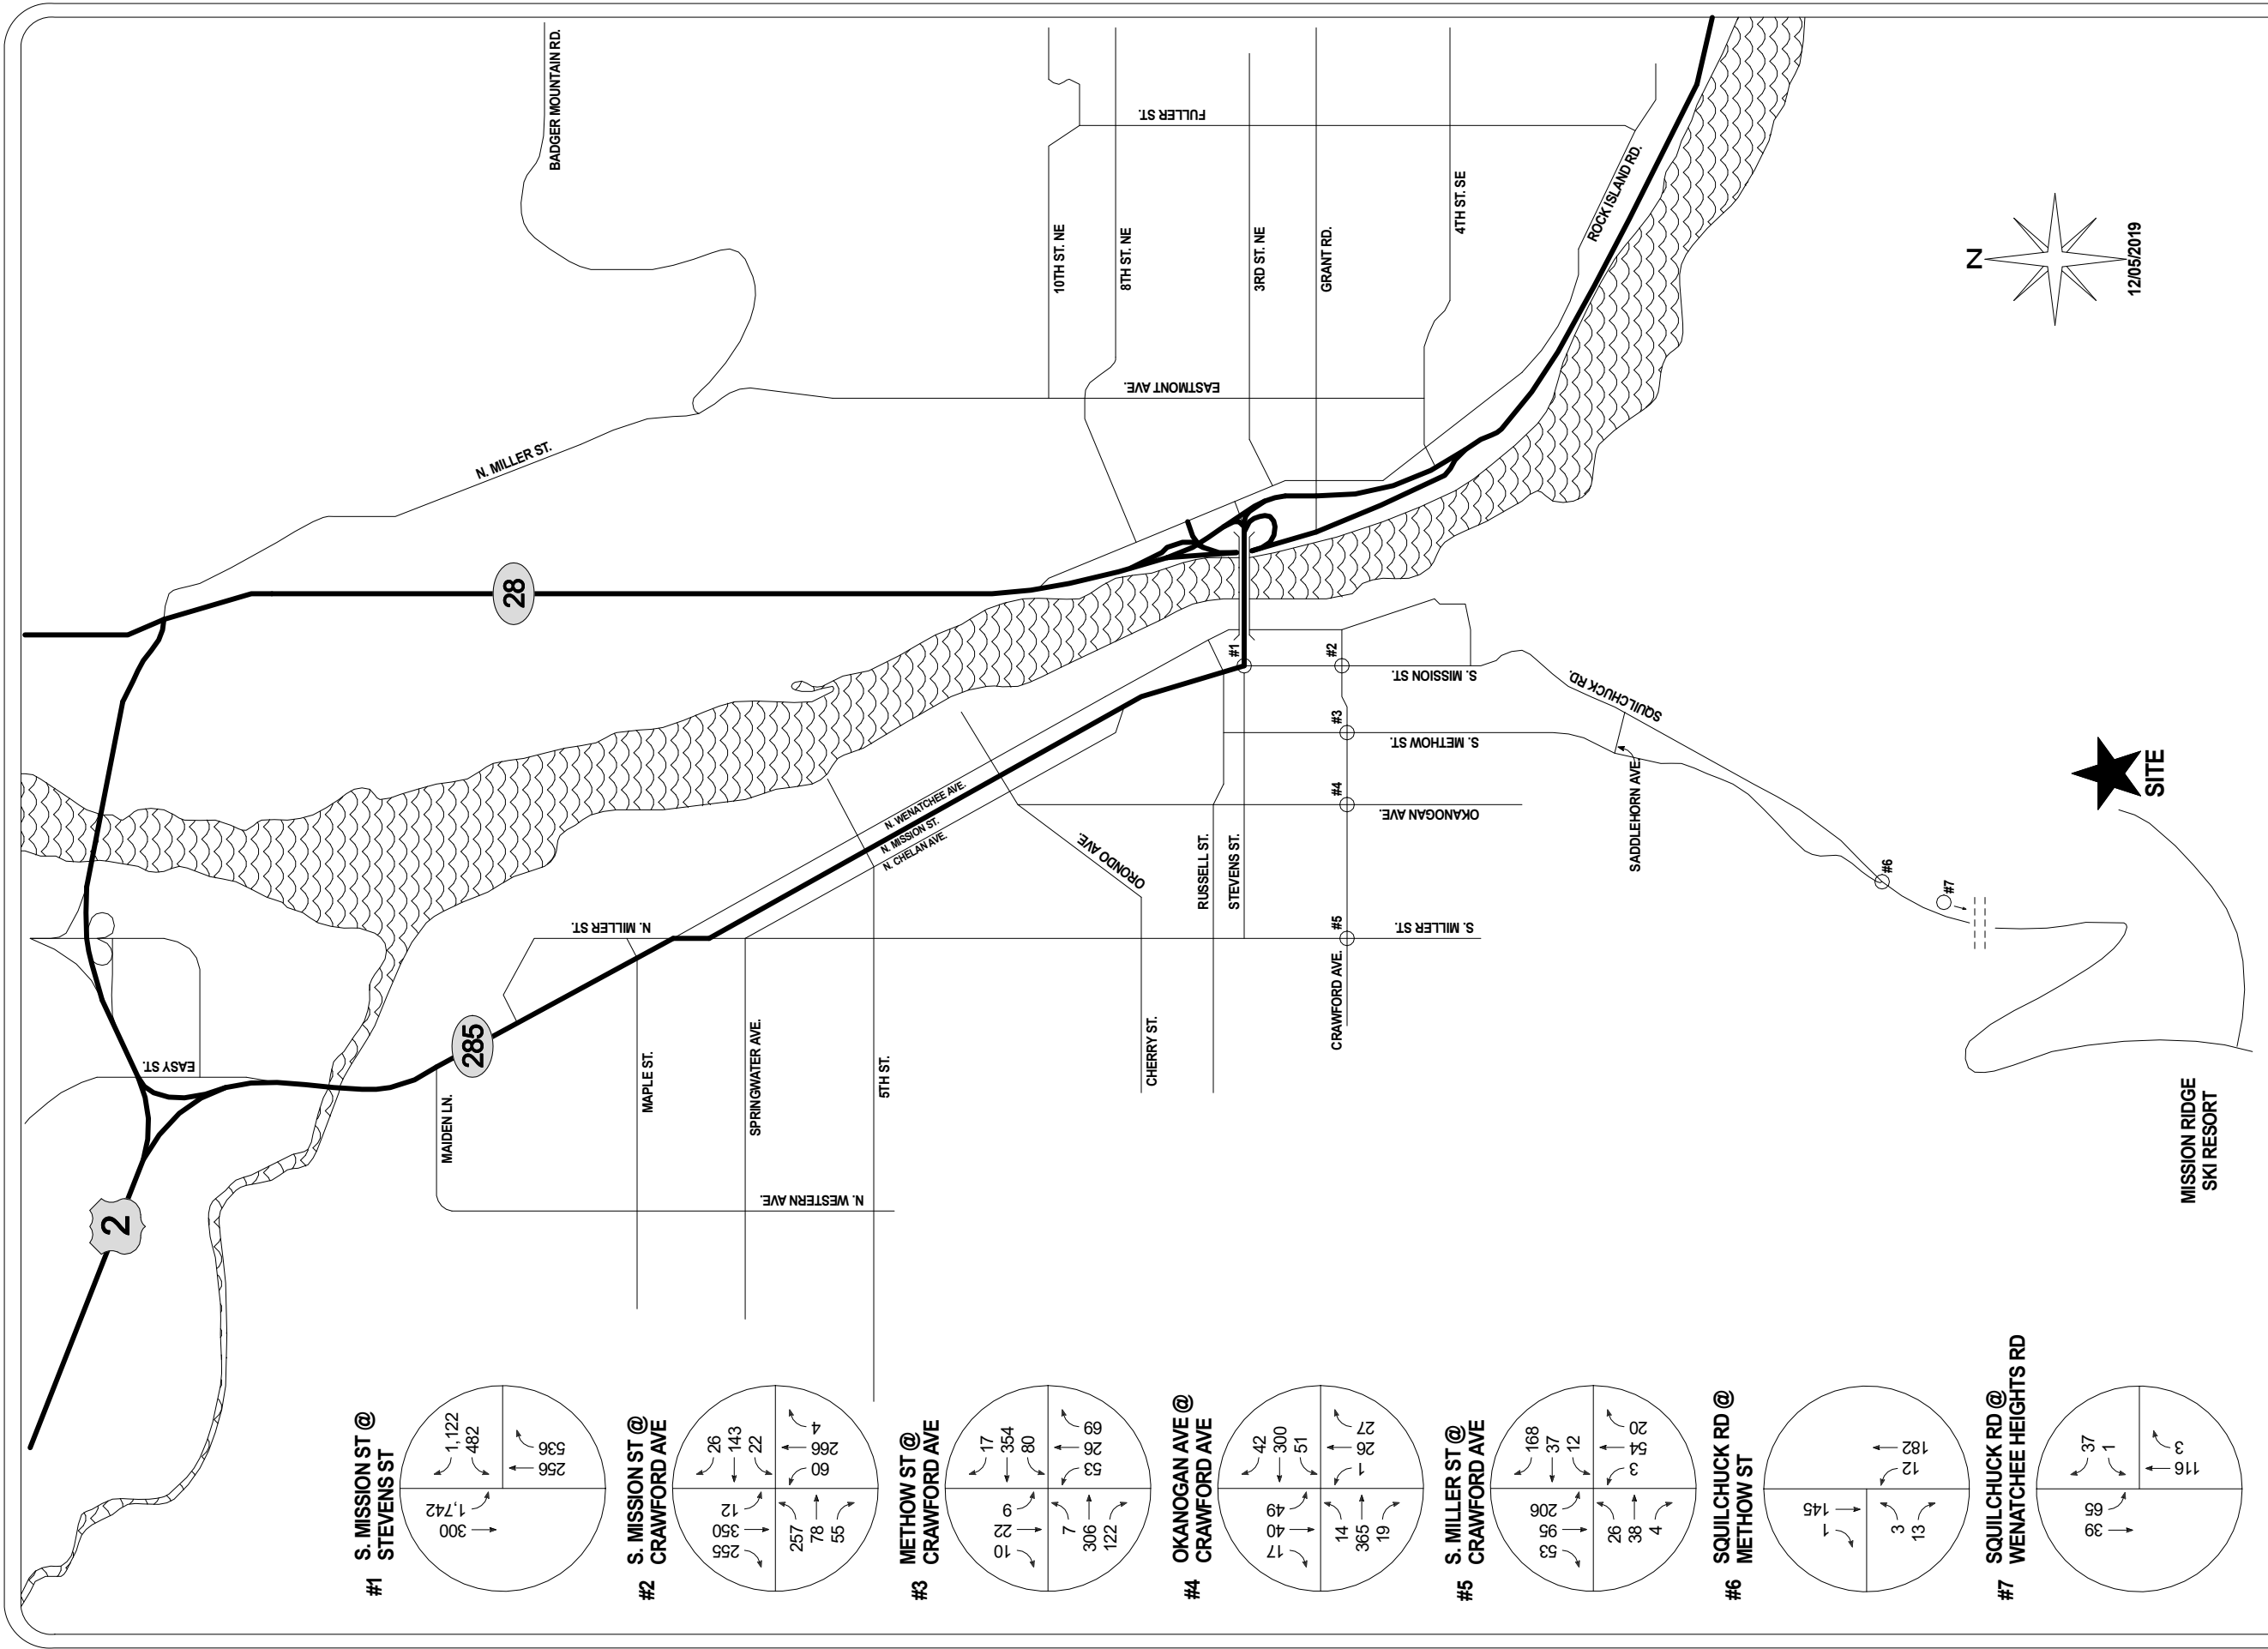 BADGER MOUNTAIN RD.
FULLER ST.
10TH ST. NE
8TH ST. NE
3RD ST. NE
GRANT RD.
4TH ST. SE
ROCK ISLAND RD.
EASTMONT AVE.
N. MILLER ST.
28
N
12/05/2019
#1
#2
#3
#4
#5
#6
#7
S. MISSION ST.
SQUILCHUCK RD.
S. METHOW ST.
SADDLEHORN AVE.
OKANOGAN AVE.
N. WENATCHEE AVE.
N. MISSION ST.
N. CHELAN AVE.
ORONDO AVE
RUSSELL ST.
STEVENS ST.
N. MILLER ST.
S. MILLER ST.
CRAWFORD AVE.
CHERRY ST.
5TH ST.
SPRINGWATER AVE.
MAPLE ST.
MAIDEN LN.
N. WESTERN AVE.
EASY ST.
285
2
SITE
MISSION RIDGE
SKI RESORT
#1 S. MISSION ST @
STEVENS ST
1,122
482
300
1,742
256
536
#2 S. MISSION ST @
CRAWFORD AVE
26
143
22
255
350
12
60
266
4
257
78
55
#3 METHOW ST @
CRAWFORD AVE
17
354
80
10
22
9
53
26
69
7
306
122
#4 OKANOGAN AVE @
CRAWFORD AVE
42
300
51
17
40
49
1
26
27
14
365
19
#5 S. MILLER ST @
CRAWFORD AVE
168
37
12
53
95
206
3
54
20
26
38
4
#6 SQUILCHUCK RD @
METHOW ST
1
145
12
182
3
13
#7 SQUILCHUCK RD @
WENATCHEE HEIGHTS RD
37
1
39
65
116
3